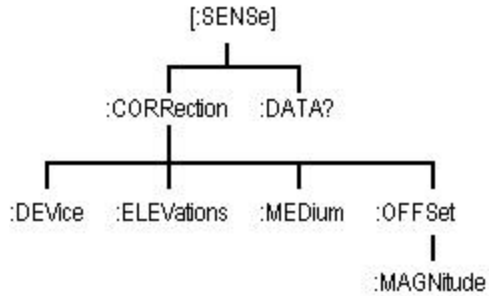 [:SENSe]
:CORRection :DATA?
:DEVice :ELEVations :MEDium :OFFSet
:MAGNitude